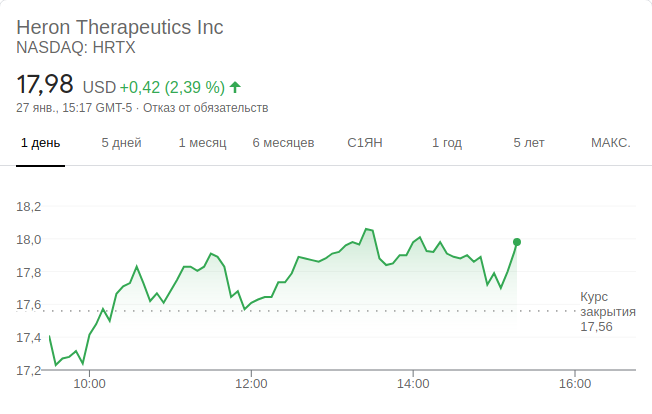 Heron Therapeutics Inc
NASDAQ: HRTX
17,98 USD +0,42 (2,39 %)
27 янв., 15:17 GMT-5 · Отказ от обязательств
1 день 5 дней 1 месяц 6 месяцев С1ЯН 1 год 5 лет МАКС.
18,2
18,0
17,8
17,6
17,4
17,2
Курс
закрытия
17,56
10:00 12:00 14:00 16:00